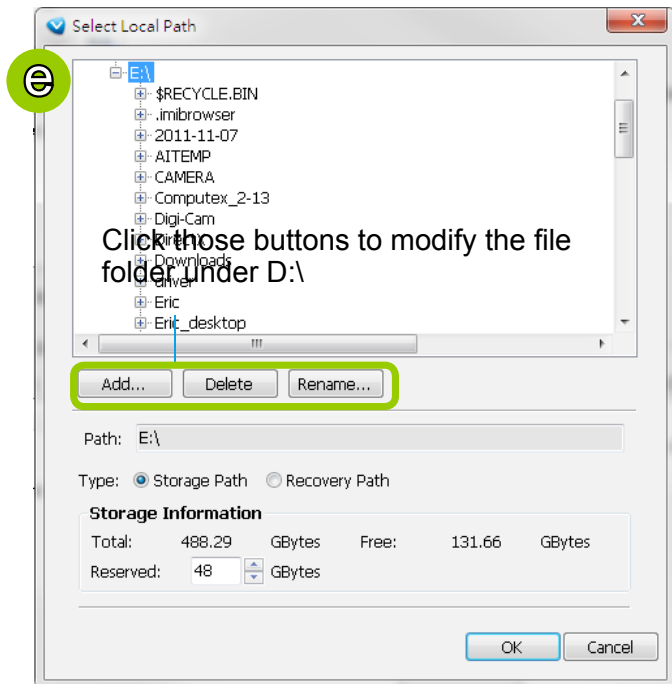 Select Local Path
e
E:\
$RECYCLE.BIN
.imibrowser
2011-11-07
AITEMP
CAMERA
Computex_2-13
Digi-Cam
DirectX
Downloads
driver
Eric
Eric_desktop
Click those buttons to modify the file
folder under D:\
Add... Delete Rename...
Path: E:\
Type: Storage Path Recovery Path
Storage Information
Total: 488.29 GBytes Free: 131.66 GBytes
Reserved: 48 GBytes
OK Cancel